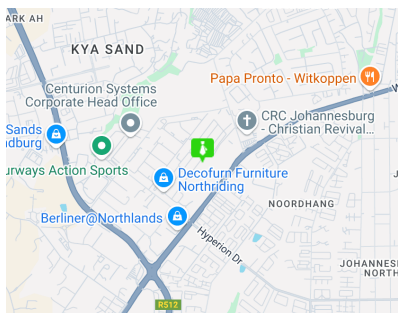 ARK AH
KYA SAND
Papa Pronto - Witkoppen
Centurion Systems
Corporate Head Office
CRC Johannesburg
- Christian Revival...
Sands
dburg
urways Action Sports
Decofurn Furniture
Northriding
Berliner@Northlands
NOORDHANG
Hyperion Dr
JOHANNES
NORTH
R512